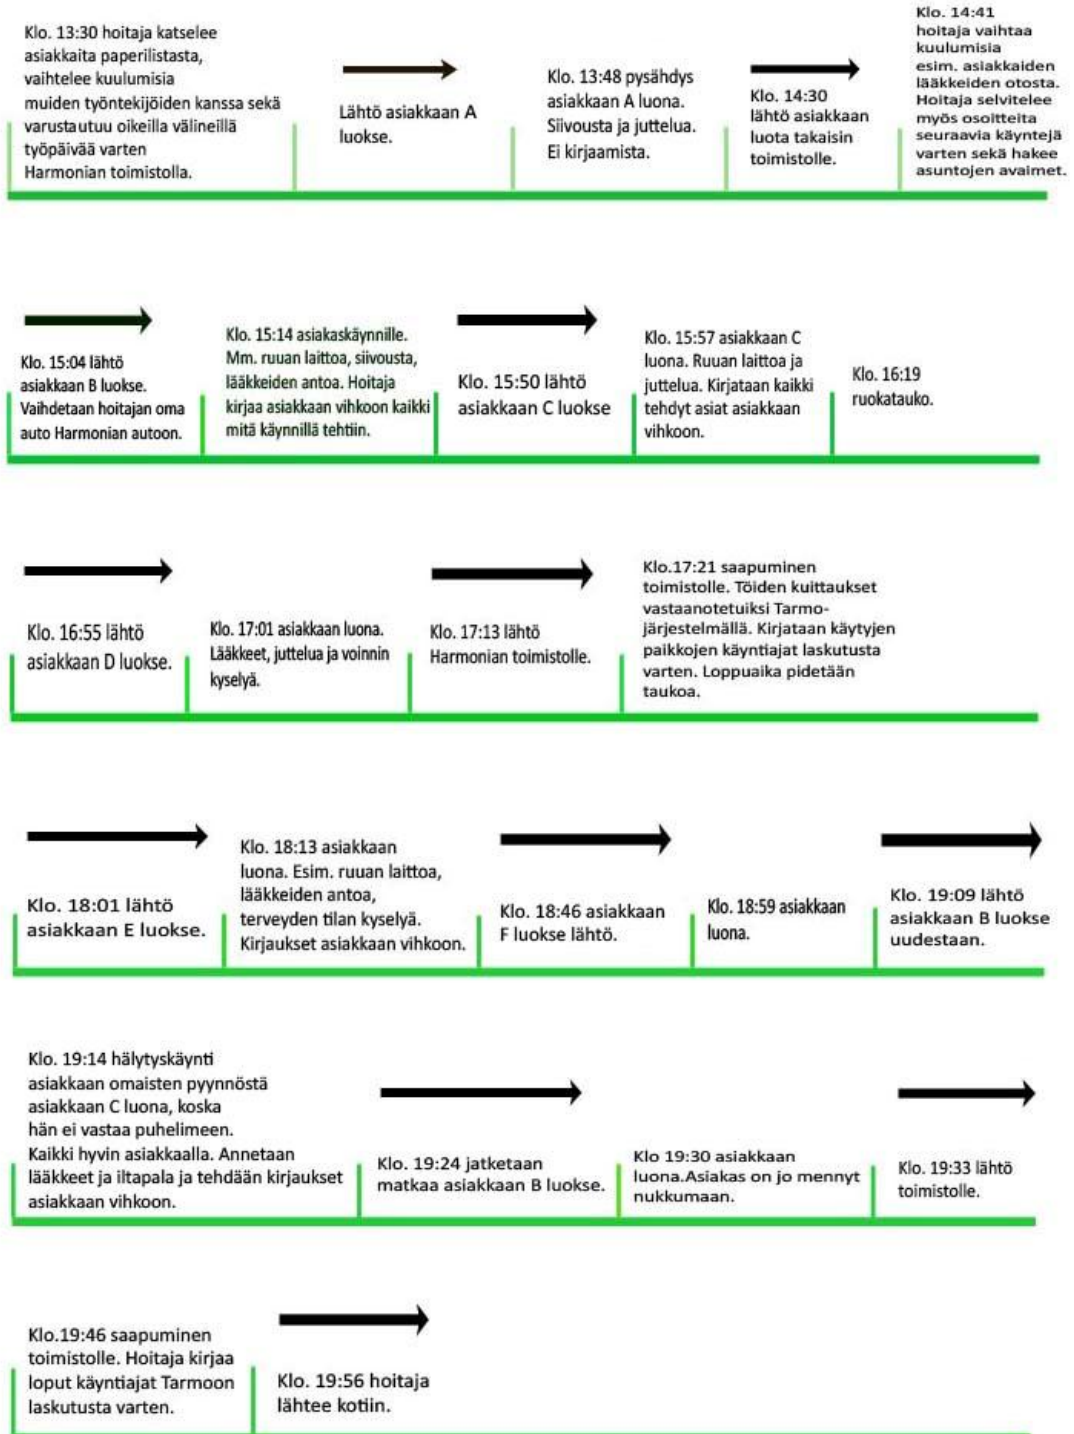 Klo. 13:30 hoitaja katselee
asiakkaita paperilistasta,
vaihtelee kuulumisia
muiden työntekijöiden kanssa sekä
varustautuu oikeilla välineillä
työpäivää varten
Harmonian toimistolla.
Lähtö asiakkaan A
luokse.
Klo. 13:48 pysähdys
asiakkaan A luona.
Siivousta ja juttelua.
Ei kirjaamista.
Klo. 14:30
lähtö asiakkaan
luota takaisin
toimistolle.
Klo. 14:41
hoitaja vaihtaa
kuulumisia
esim. asiakkaiden
lääkkeiden otosta.
Hoitaja selvitelee
myös osoitteita
seuraavia käyntejä
varten sekä hakee
asuntojen avaimet.
Klo. 15:04 lähtö
asiakkaan B luokse.
Vaihdetaan hoitajan oma
auto Harmonian autoon.
Klo. 15:14 asiakaskäynnille.
Mm. ruuan laittoa, siivousta,
lääkkeiden antoa. Hoitaja
kirjaa asiakkaan vihkoon kaikki
mitä käynnillä tehtiin.
Klo. 15:50 lähtö
asiakkaan C luokse
Klo. 15:57 asiakkaan C
luona. Ruuan laittoa ja
juttelua. Kirjataan kaikki
tehdyt asiat asiakkaan
vihkoon.
Klo. 16:19
ruokatauko.
Klo. 16:55 lähtö
asiakkaan D luokse.
Klo. 17:01 asiakkaan luona.
Lääkkeet, juttelua ja voinnin
kyselyä.
Klo. 17:13 lähtö
Harmonian toimistolle.
Klo.17:21 saapuminen
toimistolle. Töiden kuittaukset
vastaanotetuiksi Tarmo-
järjestelmällä. Kirjataan käytyjen
paikkojen käyntiajat laskutusta
varten. Loppuaika pidetään
taukoa.
Klo. 18:01 lähtö
asiakkaan E luokse.
Klo. 18:13 asiakkaan
luona. Esim. ruuan laittoa,
lääkkeiden antoa,
terveyden tilan kyselyä.
Kirjaukset asiakkaan vihkoon.
Klo. 18:46 asiakkaan
F luokse lähtö.
Klo. 18:59 asiakkaan
luona.
Klo. 19:09 lähtö
asiakkaan B luokse
uudestaan.
Klo. 19:14 hälytyskäynti
asiakkaan omaisten pyynnöstä
asiakkaan C luona, koska
hän ei vastaa puhelimeen.
Kaikki hyvin asiakkaalla. Annetaan
lääkkeet ja iltapala ja tehdään kirjaukset
asiakkaan vihkoon.
Klo. 19:24 jatketaan
matkaa asiakkaan B luokse.
Klo 19:30 asiakkaan
luona.Asiakas on jo mennyt
nukkumaan.
Klo. 19:33 lähtö
toimistolle.
Klo.19:46 saapuminen
toimistolle. Hoitaja kirjaa
loput käyntiajat Tarmoon
laskutusta varten.
Klo. 19:56 hoitaja
lähtee kotiin.